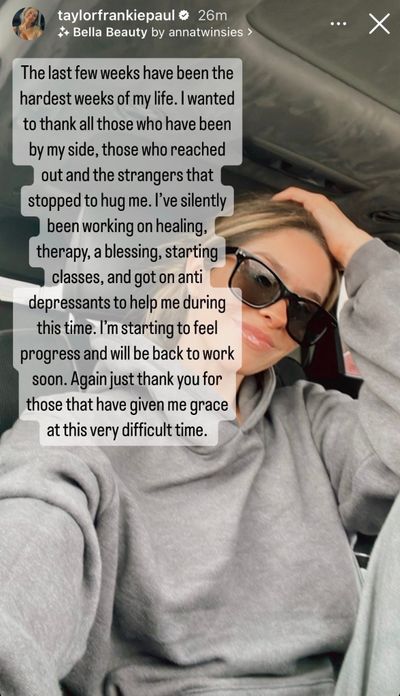 taylorfrankiepaul 26m
Bella Beauty by annatwinsies >
The last few weeks have been the
hardest weeks of my life. I wanted
to thank all those who have been
by my side, those who reached
out and the strangers that
stopped to hug me. I've silently
been working on healing,
therapy, a blessing, starting
classes, and got on anti
depressants to help me during
this time. I'm starting to feel
progress and will be back to work
soon. Again just thank you for
those that have given me grace
at this very difficult time.